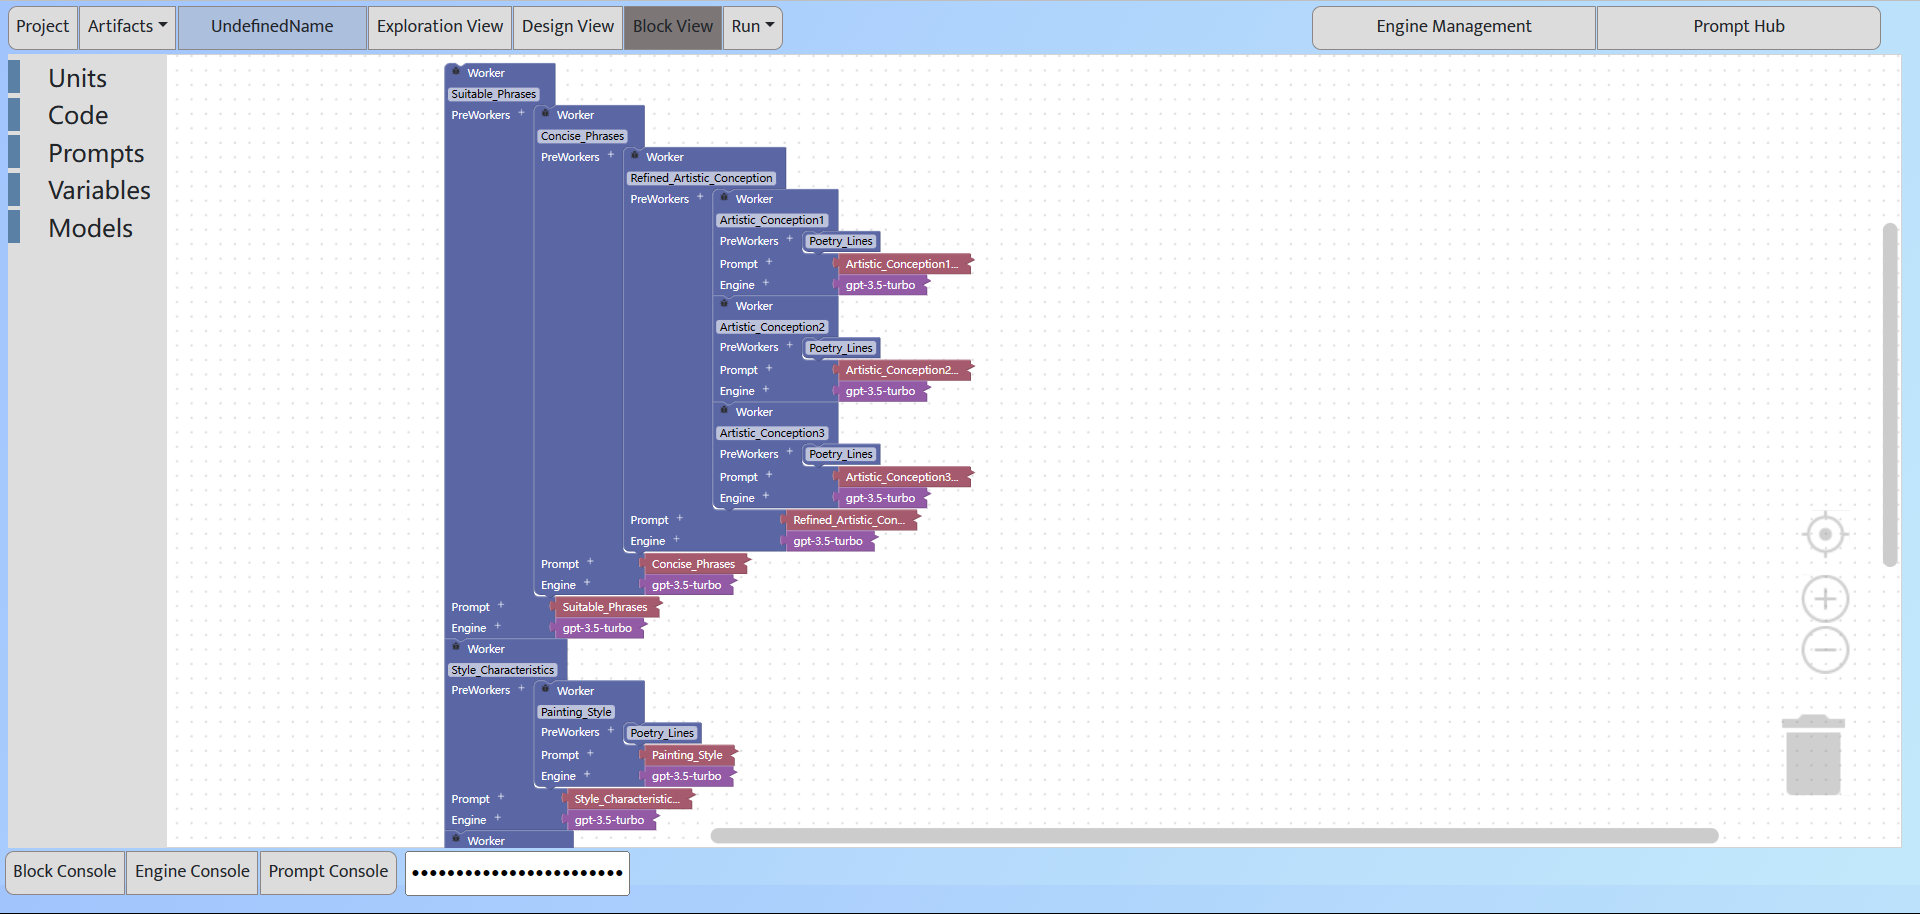 Project Artifacts UndefinedName Exploration View Design View Block View Run Engine Management Prompt Hub
Units
Code
Prompts
Variables
Models
Worker
Suitable_Phrases
PreWorkers + Worker
Concise_Phrases
PreWorkers + Worker
Refined_Artistic_Conception
PreWorkers + Worker
Artistic_Conception1
PreWorkers + Poetry_Lines
Prompt + Artistic_Conception1...
Engine + gpt-3.5-turbo
Worker
Artistic_Conception2
PreWorkers + Poetry_Lines
Prompt + Artistic_Conception2...
Engine + gpt-3.5-turbo
Worker
Artistic_Conception3
PreWorkers + Poetry_Lines
Prompt + Artistic_Conception3...
Engine + gpt-3.5-turbo
Prompt + Refined_Artistic_Con...
Engine + gpt-3.5-turbo
Prompt + Concise_Phrases
Engine + gpt-3.5-turbo
Prompt + Suitable_Phrases
Engine + gpt-3.5-turbo
Worker
Style_Characteristics
PreWorkers + Worker
Painting_Style
PreWorkers + Poetry_Lines
Prompt + Painting_Style
Engine + gpt-3.5-turbo
Prompt + Style_Characteristic...
Engine + gpt-3.5-turbo
Worker
Block Console Engine Console Prompt Console ••••••••••••••••••••••••